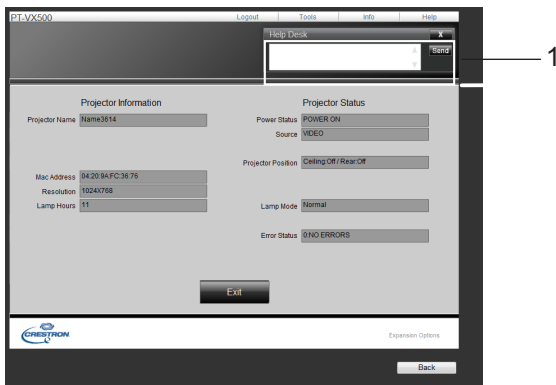 PT-VX500 Logout Tools Info Help
Help Desk X
Send
1
Projector Information
Projector Status
Projector Name Name3614
Power Status POWER ON
Source VIDEO
Projector Position Ceiling:Off / Rear:Off
Mac Address 04:20:9A:FC:36:76
Resolution 1024X768
Lamp Hours 11
Lamp Mode Normal
Error Status 0:NO ERRORS
Exit
CRESTRON
Expansion Options
Back